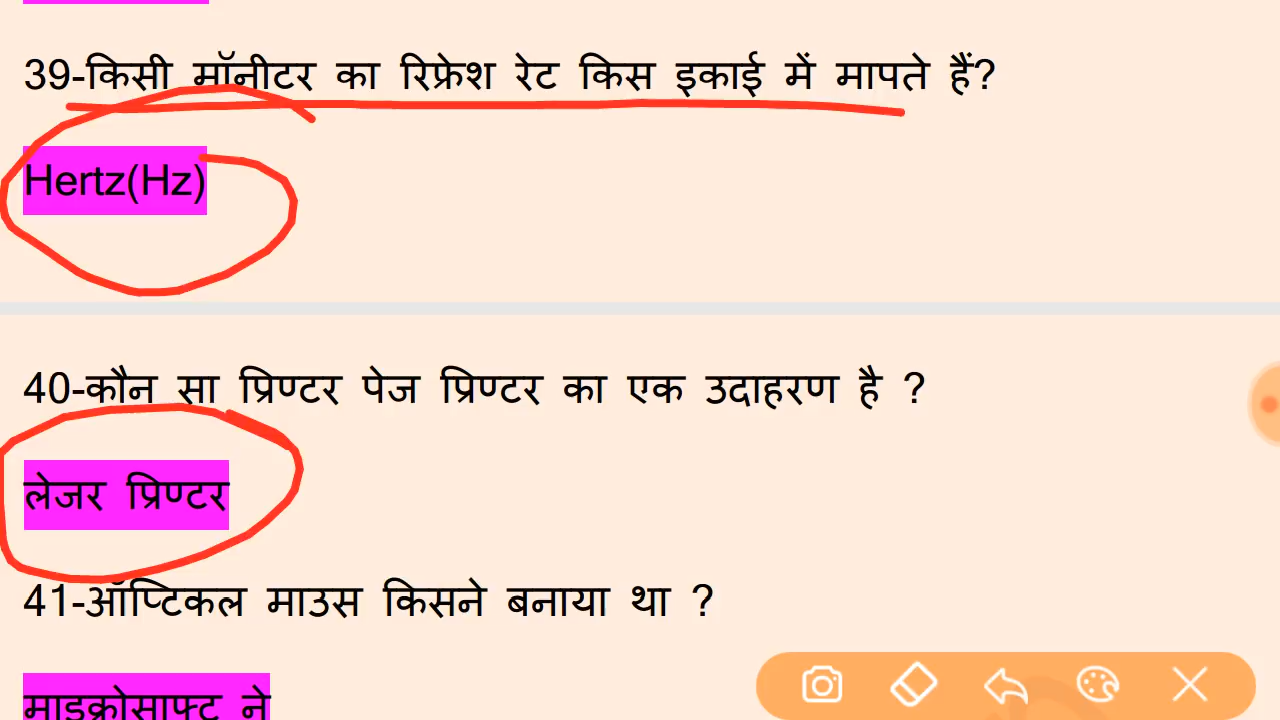 39-किसी मॉनीटर का रिफ्रेश रेट किस इकाई में मापते हैं?
Hertz(Hz)
40-कौन सा प्रिण्टर पेज प्रिण्टर का एक उदाहरण है ?
लेजर प्रिण्टर
41-ऑप्टिकल माउस किसने बनाया था ?
माइक्रोसाफ्ट ने